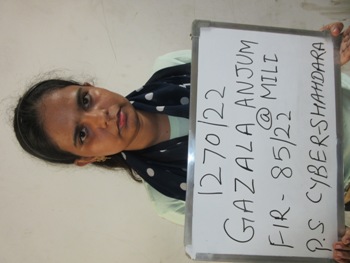 1270/22
GAZALA ANJUM
@ MILI
FIR - 85/22
P.S CYBER-SHAHDARA